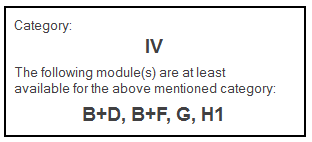 Category:
IV
The following module(s) are at least
available for the above mentioned category:
B+D, B+F, G, H1